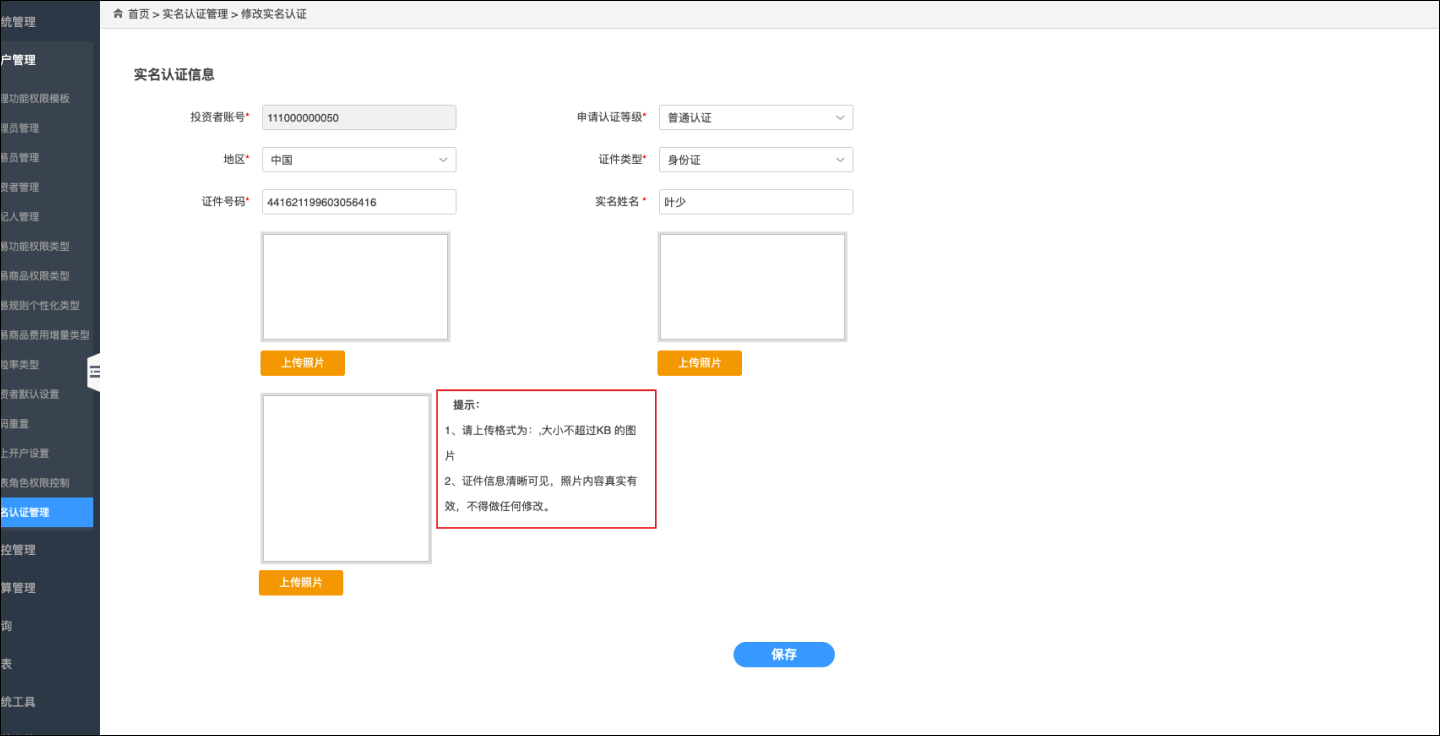 首页 > 实名认证管理 > 修改实名认证
统管理
户管理
理功能权限模板
理员管理
易员管理
资者管理
纪人管理
易功能权限类型
易商品权限类型
易规则个性化类型
易商品费用增量类型
险率类型
资者默认设置
码重置
上开户设置
表角色权限控制
名认证管理
控管理
算管理
询
表
统工具
实名认证信息
投资者账号* 111000000050 申请认证等级* 普通认证
地区* 中国 证件类型* 身份证
证件号码* 441621199603056416 实名姓名 * 叶少
上传照片 上传照片
提示：
1、请上传格式为：,大小不超过KB 的图
片
2、证件信息清晰可见，照片内容真实有
效，不得做任何修改。
上传照片
保存